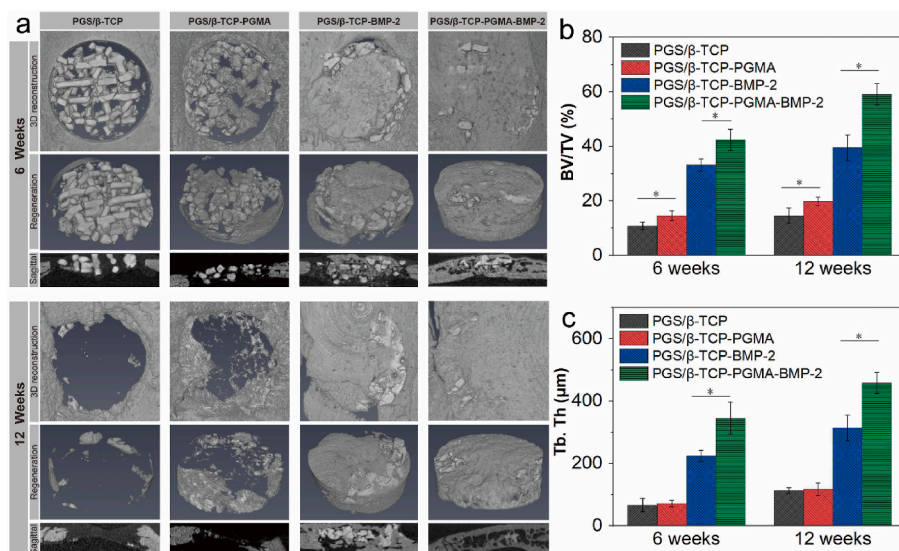 a
PGS/β-TCP
PGS/β-TCP-PGMA
PGS/β-TCP-BMP-2
PGS/β-TCP-PGMA-BMP-2
6 Weeks
3D reconstruction
Regeneration
Sagittal
12 Weeks
3D reconstruction
Regeneration
Sagittal
b
80
60
40
20
0
BV/TV (%)
PGS/β-TCP
PGS/β-TCP-PGMA
PGS/β-TCP-BMP-2
PGS/β-TCP-PGMA-BMP-2
*
*
*
*
6 weeks
12 weeks
c
600
400
200
0
Tb. Th (μm)
PGS/β-TCP
PGS/β-TCP-PGMA
PGS/β-TCP-BMP-2
PGS/β-TCP-PGMA-BMP-2
*
*
6 weeks
12 weeks